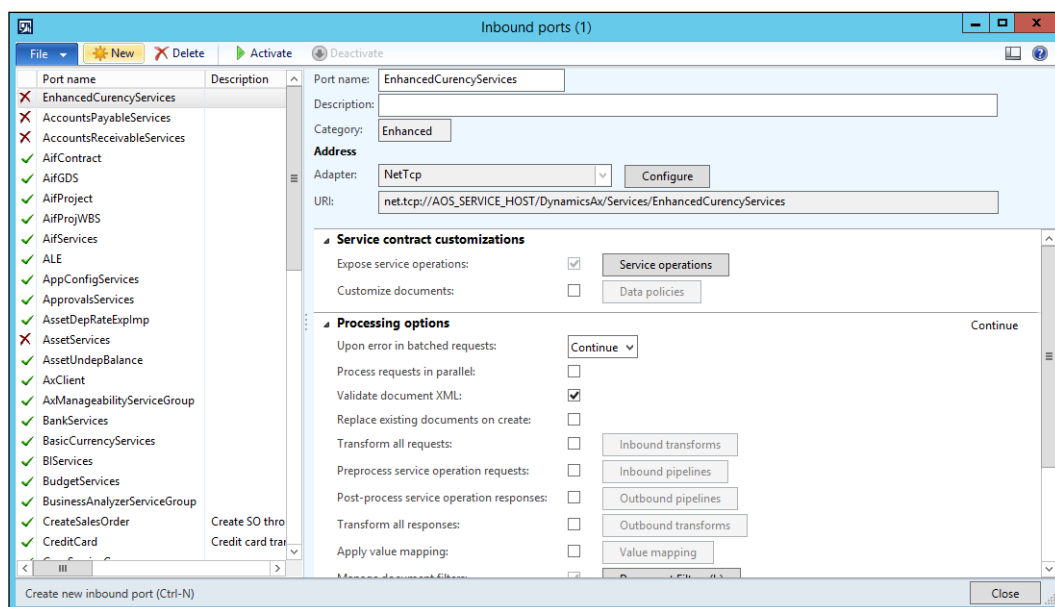 Inbound ports (1)
File New Delete Activate Deactivate
Port name Description
EnhancedCurencyServices
AccountsPayableServices
AccountsReceivableServices
AifContract
AifGDS
AifProject
AifProjWBS
AifServices
ALE
AppConfigServices
ApprovalsServices
AssetDepRateExpImp
AssetServices
AssetUndepBalance
AxClient
AxManageabilityServiceGroup
BankServices
BasicCurrencyServices
BIServices
BudgetServices
BusinessAnalyzerServiceGroup
CreateSalesOrder Create SO thro
CreditCard Credit card tran
Port name: EnhancedCurencyServices
Description:
Category: Enhanced
Address
Adapter: NetTcp Configure
URI: net.tcp://AOS_SERVICE_HOST/DynamicsAx/Services/EnhancedCurencyServices
Service contract customizations
Expose service operations: Service operations
Customize documents: Data policies
Processing options Continue
Upon error in batched requests: Continue
Process requests in parallel:
Validate document XML:
Replace existing documents on create:
Transform all requests: Inbound transforms
Preprocess service operation requests: Inbound pipelines
Post-process service operation responses: Outbound pipelines
Transform all responses: Outbound transforms
Apply value mapping: Value mapping
Manage document filters:
Create new inbound port (Ctrl-N) Close